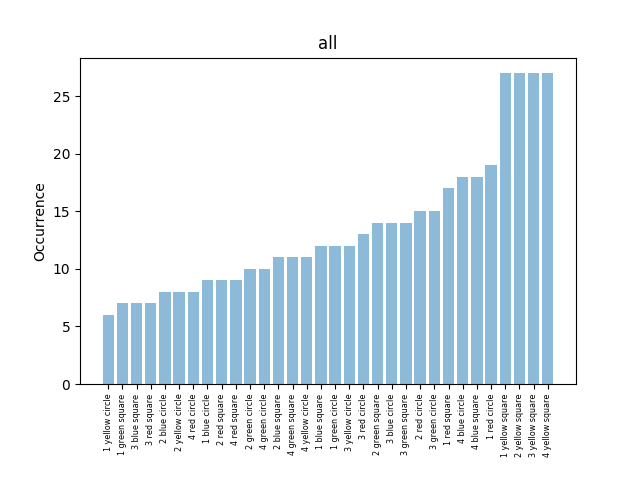 all
Occurrence
25
20
15
10
5
0
1 yellow circle
1 green square
3 blue square
3 red square
2 blue circle
2 yellow circle
4 red circle
1 blue circle
2 red square
4 red square
2 green circle
4 green circle
2 blue square
4 green square
4 yellow circle
1 blue square
1 green circle
3 yellow circle
3 red circle
2 green square
3 blue circle
3 green square
2 red circle
3 green circle
1 red square
4 blue circle
4 blue square
1 red circle
1 yellow square
2 yellow square
3 yellow square
4 yellow square